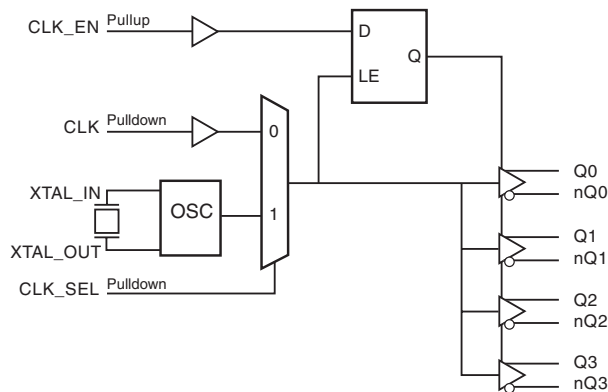 CLK_EN Pullup
D
Q
LE
CLK Pulldown
0
XTAL_IN
OSC
1
XTAL_OUT
CLK_SEL Pulldown
Q0
nQ0
Q1
nQ1
Q2
nQ2
Q3
nQ3